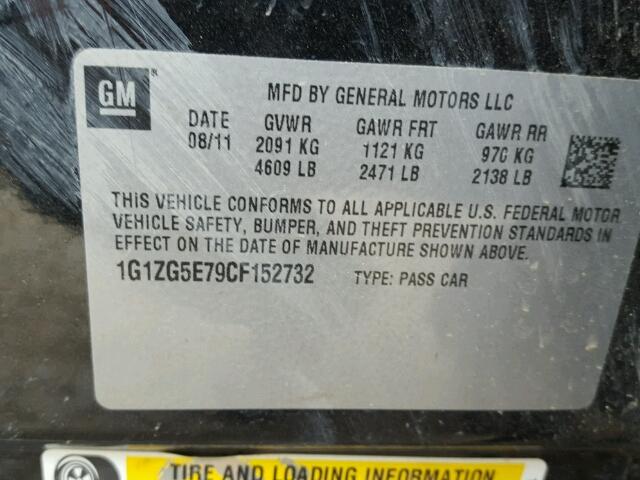 GM
MFD BY GENERAL MOTORS LLC
DATE GVWR GAWR FRT GAWR RR
08/11 2091 KG 1121 KG 970 KG
4609 LB 2471 LB 2138 LB
THIS VEHICLE CONFORMS TO ALL APPLICABLE U.S. FEDERAL MOTOR
VEHICLE SAFETY, BUMPER, AND THEFT PREVENTION STANDARDS IN
EFFECT ON THE DATE OF MANUFACTURE SHOWN ABOVE.
1G1ZG5E79CF152732 TYPE: PASS CAR
TIRE AND LOADING INFORMATION